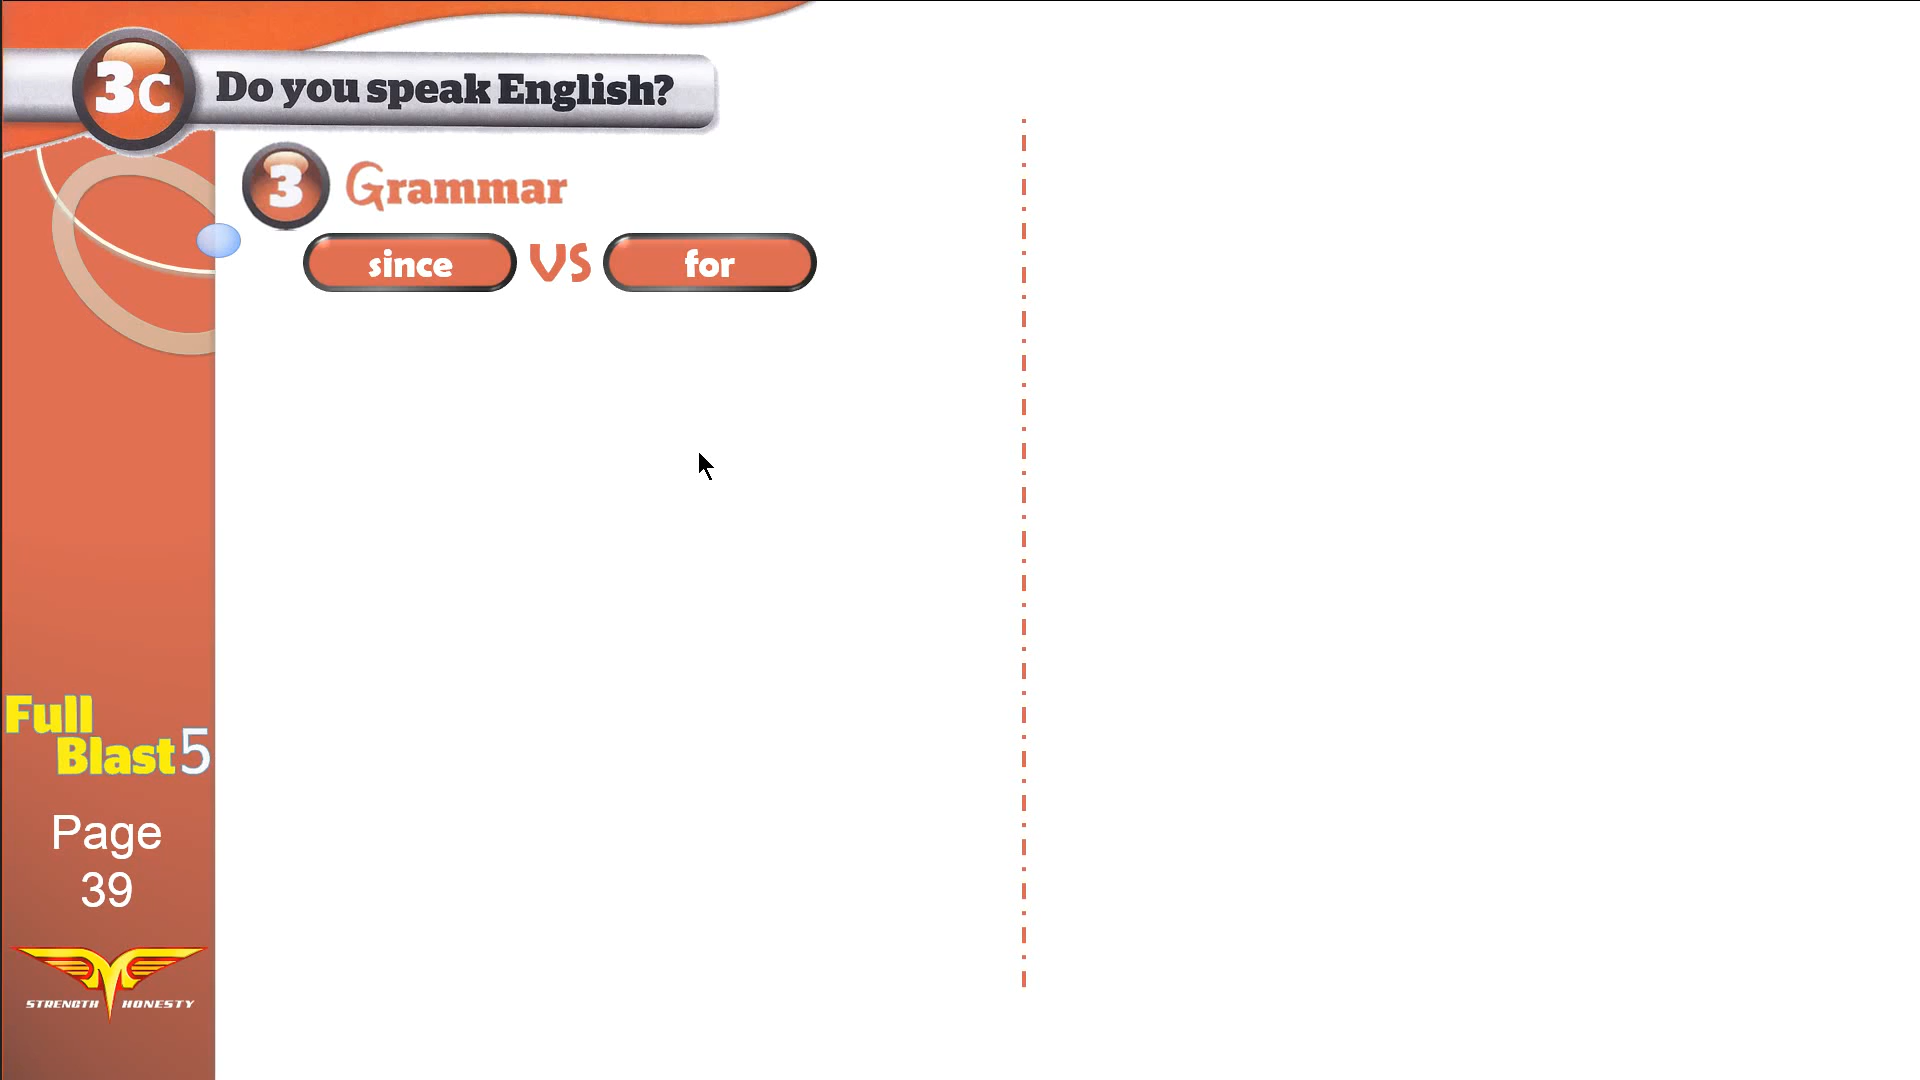 3c Do you speak English?
3 Grammar
since VS for
Full
Blast 5
Page
39
STRENGTH HONESTY